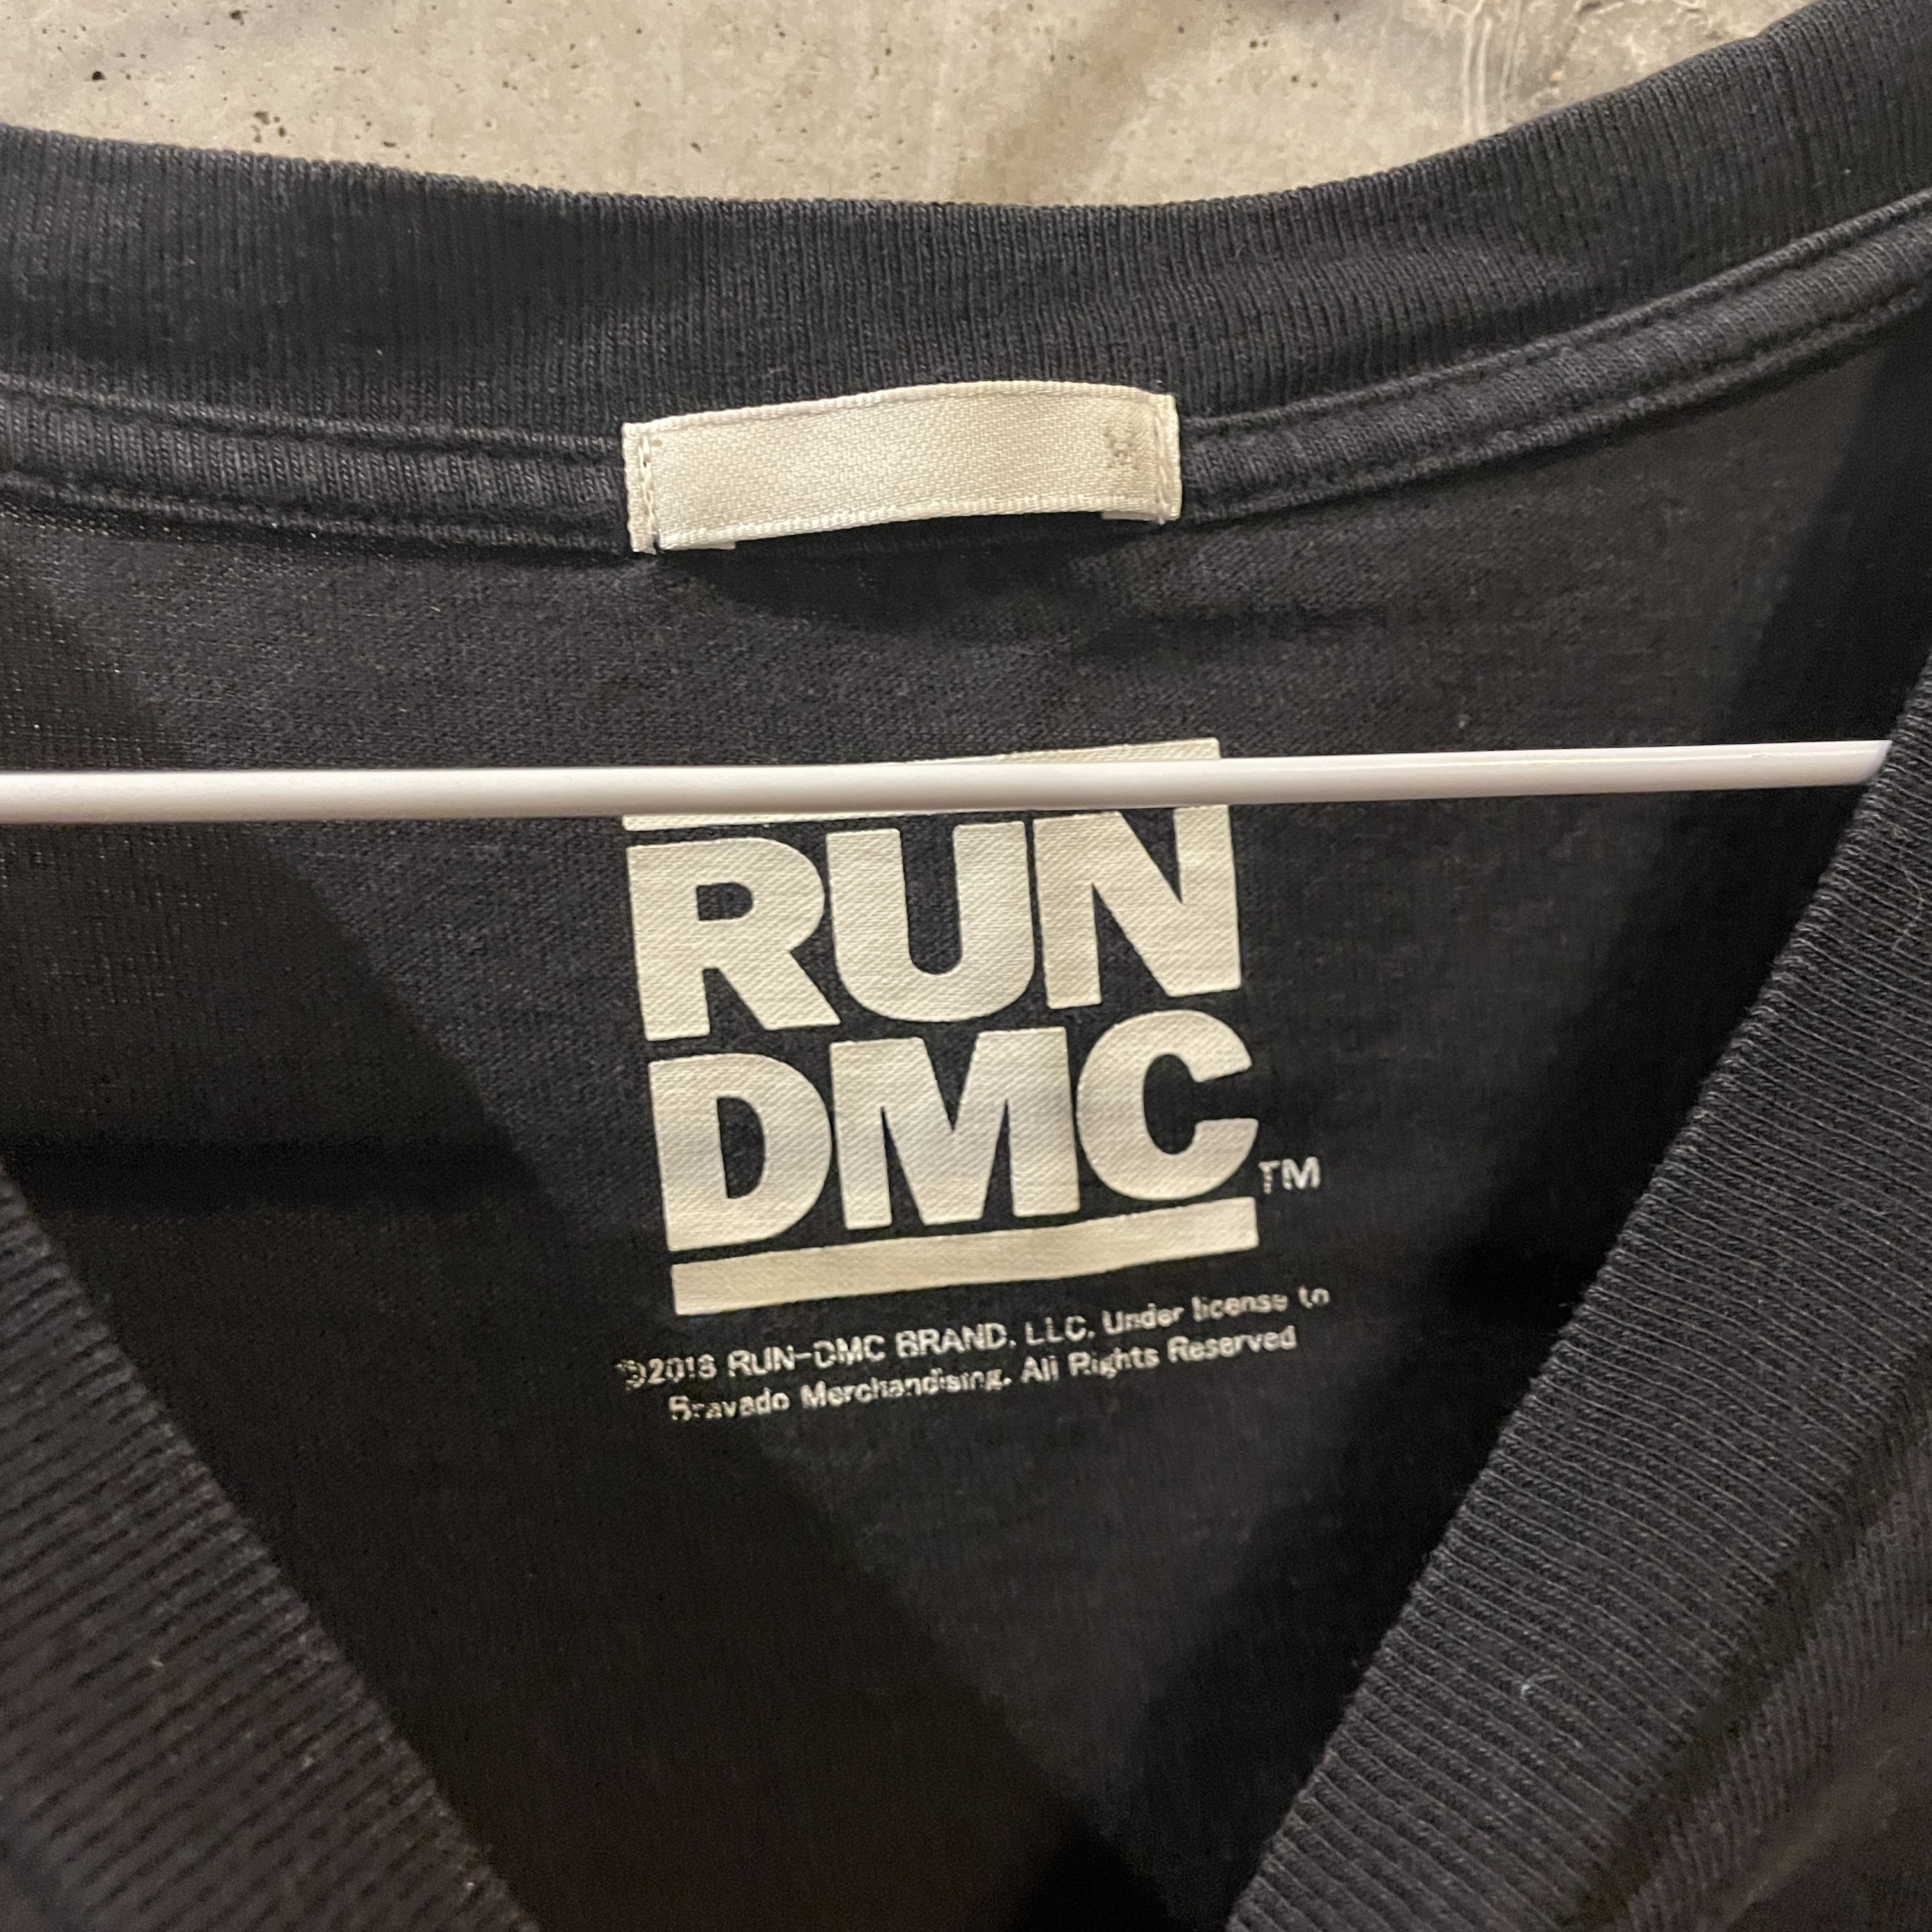 RUN
DMC
TM
©2018 RUN-DMC BRAND, LLC. Under license to
Bravado Merchandising. All Rights Reserved